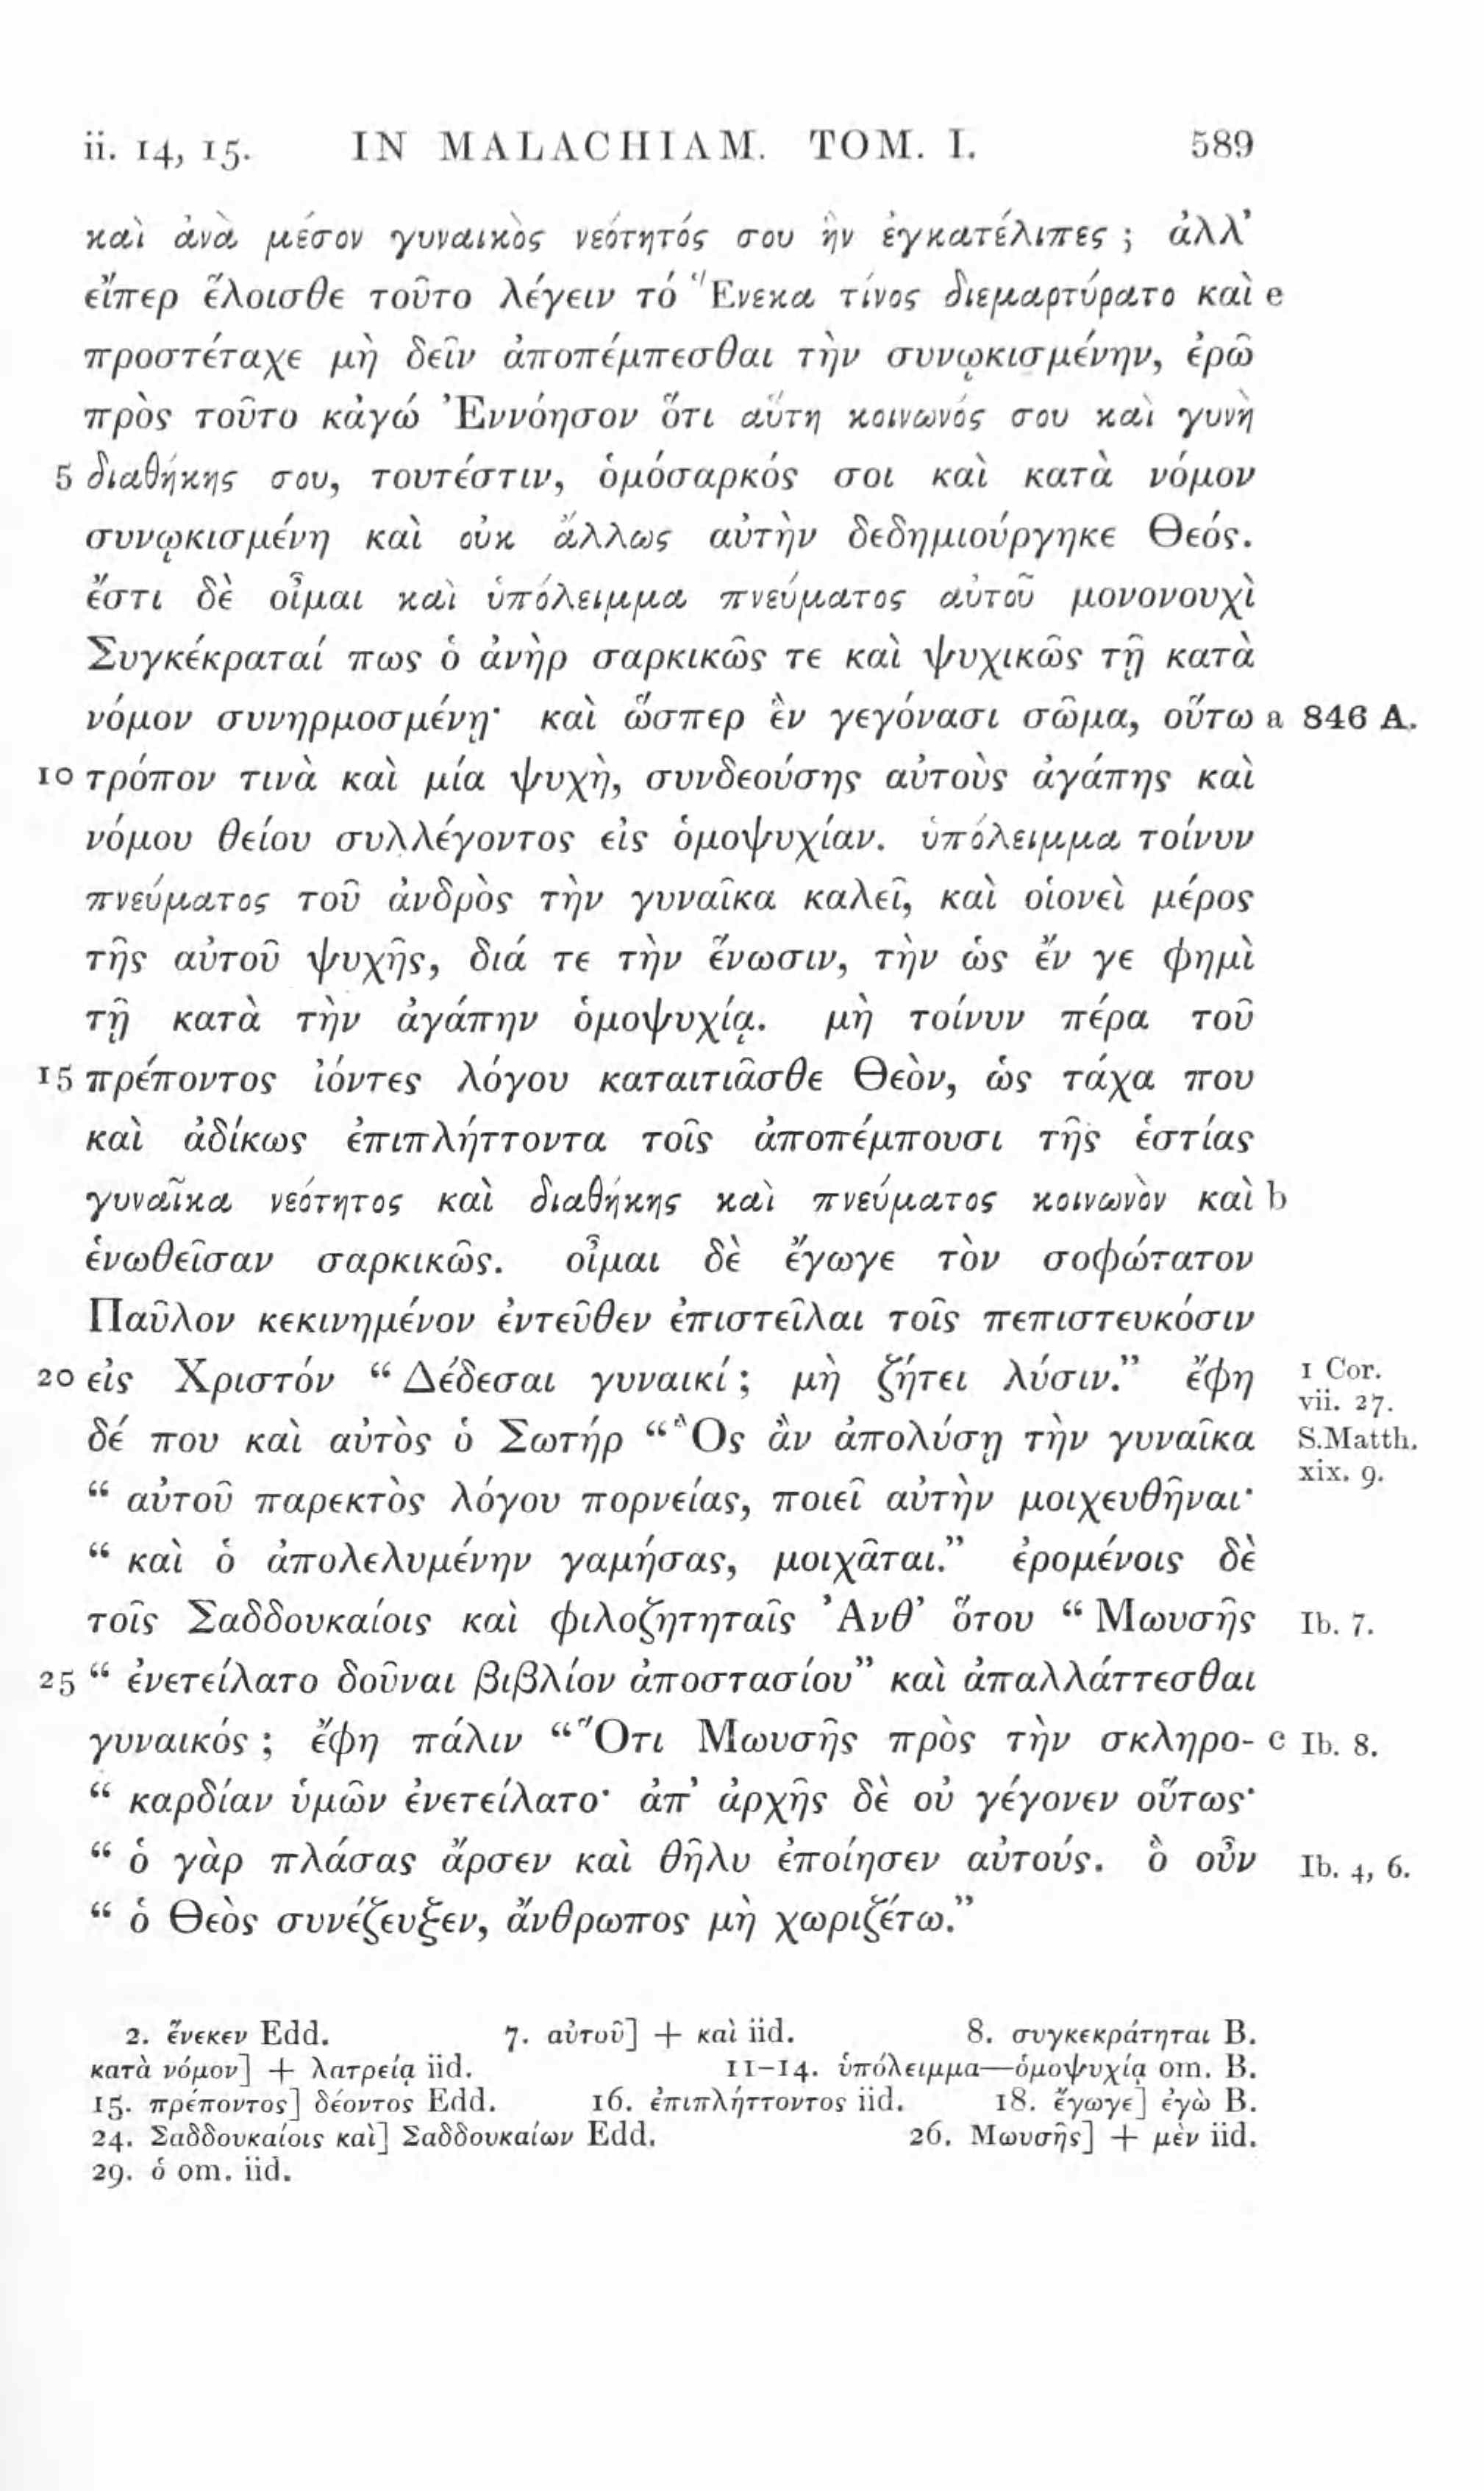 ii. 14, 15. IN MALACHIAM. TOM. I. 589
καὶ ἀνὰ μέσον γυναικὸς νεότητός σου ἣν ἐγκατέλιπες ; ἀλλ’
εἴπερ ἕλοισθε τοῦτο λέγειν τό Ἕνεκα τίνος διεμαρτύρατο καὶ e
προστέταχε μὴ δεῖν ἀποπέμπεσθαι τὴν συνῳκισμένην, ἐρῶ
πρὸς τοῦτο κἀγώ Ἐννόησον ὅτι αὕτη κοινωνός σου καὶ γυνὴ
5 διαθήκης σου, τουτέστιν, ὁμόσαρκός σοι καὶ κατὰ νόμον
συνῳκισμένη καὶ οὐκ ἄλλως αὐτὴν δεδημιούργηκε Θεός.
ἔστι δὲ οἶμαι καὶ ὑπόλειμμα πνεύματος αὐτοῦ μονονουχὶ
Συγκέκραταί πως ὁ ἀνὴρ σαρκικῶς τε καὶ ψυχικῶς τῇ κατὰ
νόμον συνηρμοσμένῃ· καὶ ὥσπερ ἓν γεγόνασι σῶμα, οὕτω a 846 A.
10 τρόπον τινὰ καὶ μία ψυχὴ, συνδεούσης αὐτοὺς ἀγάπης καὶ
νόμου θείου συλλέγοντος εἰς ὁμοψυχίαν. ὑπόλειμμα τοίνυν
πνεύματος τοῦ ἀνδρὸς τὴν γυναῖκα καλεῖ, καὶ οἱονεὶ μέρος
τῆς αὐτοῦ ψυχῆς, διά τε τὴν ἕνωσιν, τὴν ὡς ἔν γε φημὶ
τῇ κατὰ τὴν ἀγάπην ὁμοψυχίᾳ. μὴ τοίνυν πέρα τοῦ
15 πρέποντος ἰόντες λόγου καταιτιᾶσθε Θεὸν, ὡς τάχα που
καὶ ἀδίκως ἐπιπλήττοντα τοῖς ἀποπέμπουσι τῆς ἑστίας
γυναῖκα νεότητος καὶ διαθήκης καὶ πνεύματος κοινωνὸν καὶ b
ἑνωθεῖσαν σαρκικῶς. οἶμαι δὲ ἔγωγε τὸν σοφώτατον
Παῦλον κεκινημένον ἐντεῦθεν ἐπιστεῖλαι τοῖς πεπιστευκόσιν
20 εἰς Χριστόν “ Δέδεσαι γυναικί ; μὴ ζήτει λύσιν.” ἔφη 1 Cor. vii. 27.
δέ που καὶ αὐτὸς ὁ Σωτήρ “ Ὃς ἂν ἀπολύσῃ τὴν γυναῖκα S.Matth. xix. 9.
“ αὐτοῦ παρεκτὸς λόγου πορνείας, ποιεῖ αὐτὴν μοιχευθῆναι·
“ καὶ ὁ ἀπολελυμένην γαμήσας, μοιχᾶται.” ἐρομένοις δὲ
τοῖς Σαδδουκαίοις καὶ φιλοζητηταῖς Ἀνθ’ ὅτου “ Μωυσῆς Ib. 7.
25 “ ἐνετείλατο δοῦναι βιβλίον ἀποστασίου” καὶ ἀπαλλάττεσθαι
γυναικός ; ἔφη πάλιν “ Ὅτι Μωυσῆς πρὸς τὴν σκληρο- c Ib. 8.
“ καρδίαν ὑμῶν ἐνετείλατο· ἀπ’ ἀρχῆς δὲ οὐ γέγονεν οὕτως·
“ ὁ γὰρ πλάσας ἄρσεν καὶ θῆλυ ἐποίησεν αὐτούς. ὃ οὖν Ib. 4, 6.
“ ὁ Θεὸς συνέζευξεν, ἄνθρωπος μὴ χωριζέτω.”
2. ἕνεκεν Edd. 7. αὐτοῦ] + καὶ iid. 8. συγκεκράτηται B.
κατὰ νόμον] + λατρείᾳ iid. 11-14. ὑπόλειμμα—ὁμοψυχίᾳ om. B.
15. πρέποντος] δέοντος Edd. 16. ἐπιπλήττοντος iid. 18. ἔγωγε] ἐγὼ B.
24. Σαδδουκαίοις καὶ] Σαδδουκαίων Edd. 26. Μωυσῆς] + μὲν iid.
29. ὁ om. iid.